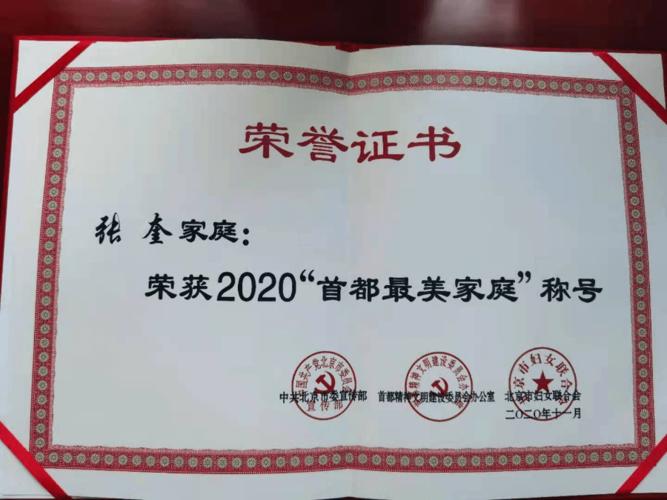 荣誉证书
张 奎家庭：
荣获2020“首都最美家庭”称号
中共北京市委宣传部 首都精神文明建设委员会办公室 北京市妇女联合会
二〇二〇年十一月